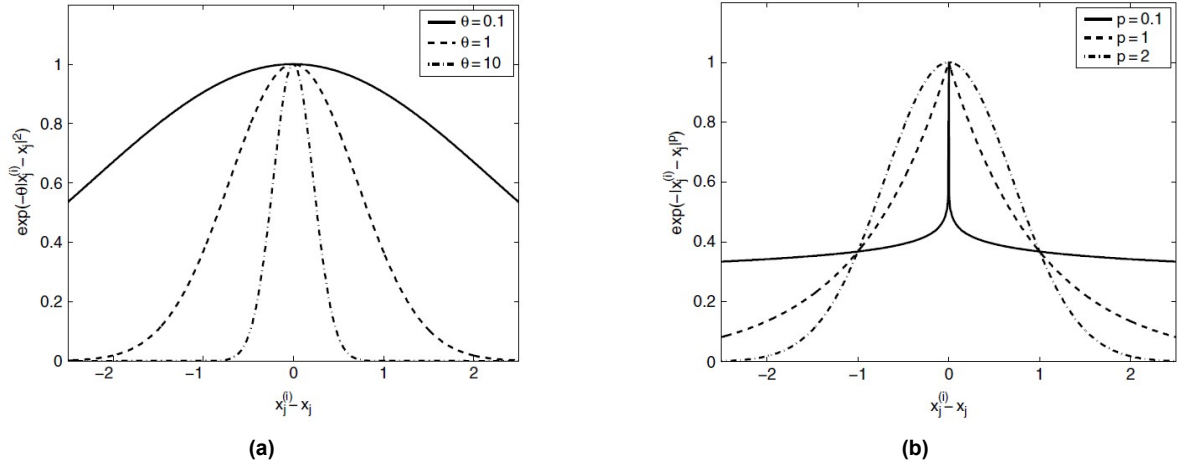 θ = 0.1
θ = 1
θ = 10
1
0.8
0.6
0.4
0.2
0
exp(−θ|x_j^(i) − x_j|^2)
−2 −1 0 1 2
x_j^(i) − x_j
(a)
p = 0.1
p = 1
p = 2
1
0.8
0.6
0.4
0.2
0
exp(−|x_j^(i) − x_j|^p)
−2 −1 0 1 2
x_j^(i) − x_j
(b)